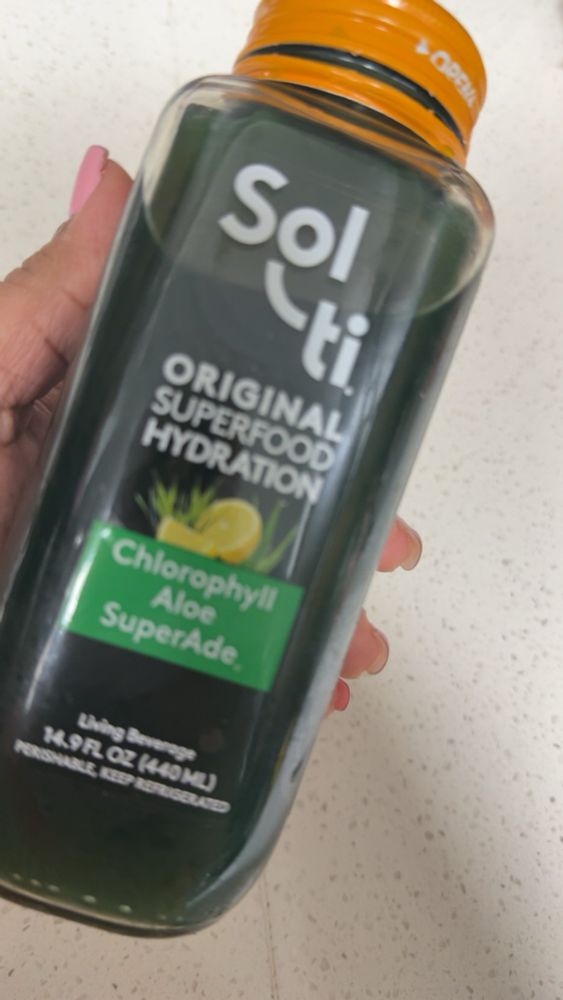 OPEN
Sol
ti
ORIGINAL
SUPERFOOD
HYDRATION
Chlorophyll
Aloe
SuperAde
Living Beverage
14.9 FL OZ (440 ML)
PERISHABLE, KEEP REFRIGERATED